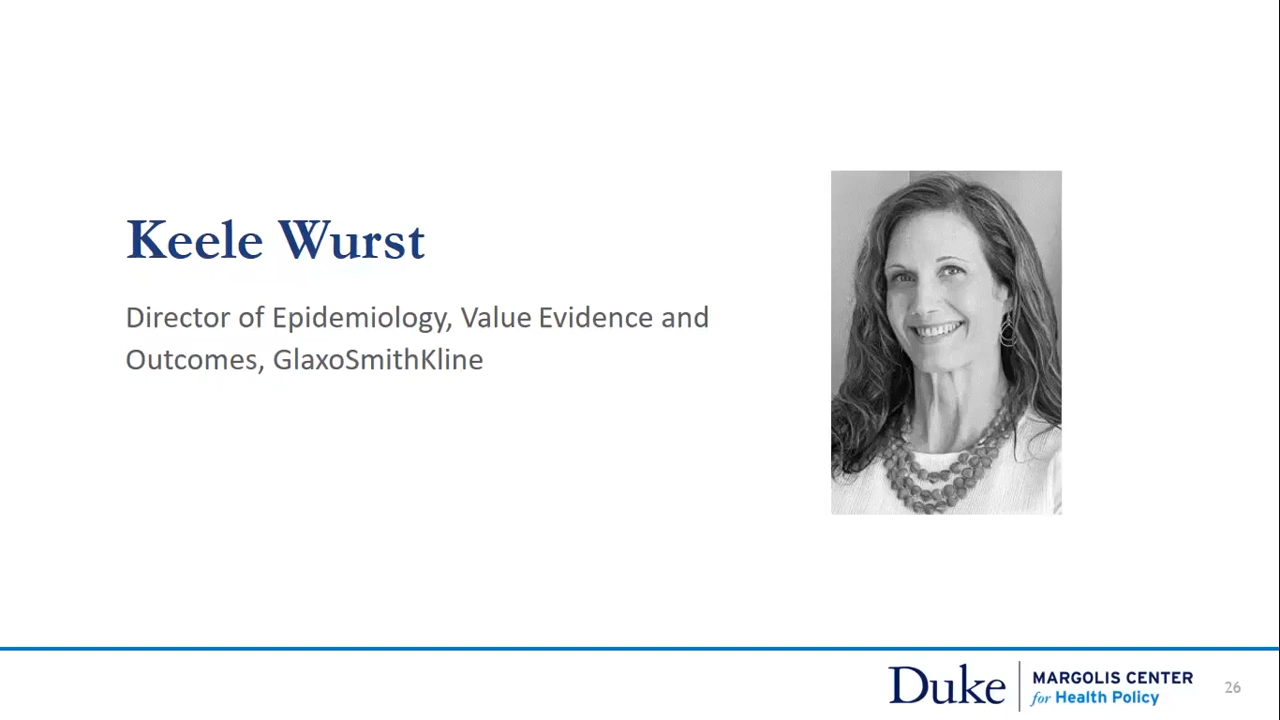 Keele Wurst
Director of Epidemiology, Value Evidence and
Outcomes, GlaxoSmithKline
Duke
MARGOLIS CENTER
for Health Policy
26